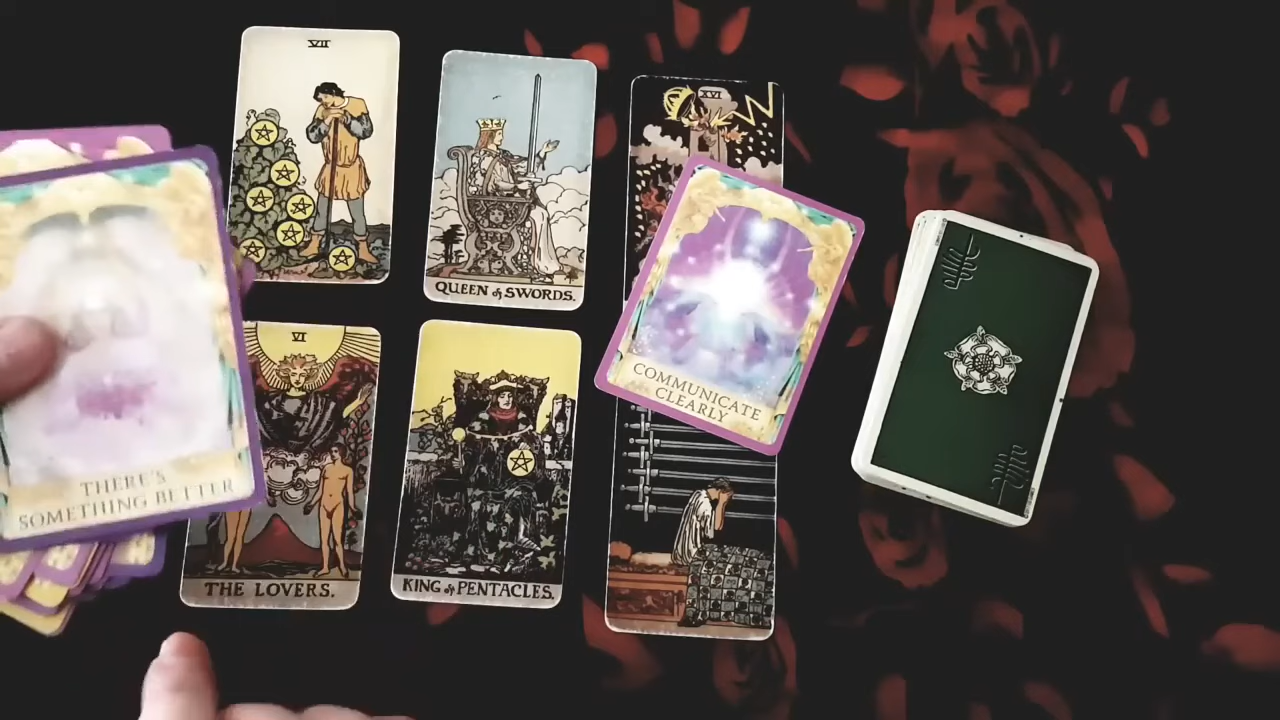 VII
QUEEN of SWORDS.
XVI
COMMUNICATE
CLEARLY
THERE'S
SOMETHING BETTER
VI
THE LOVERS.
KING of PENTACLES.